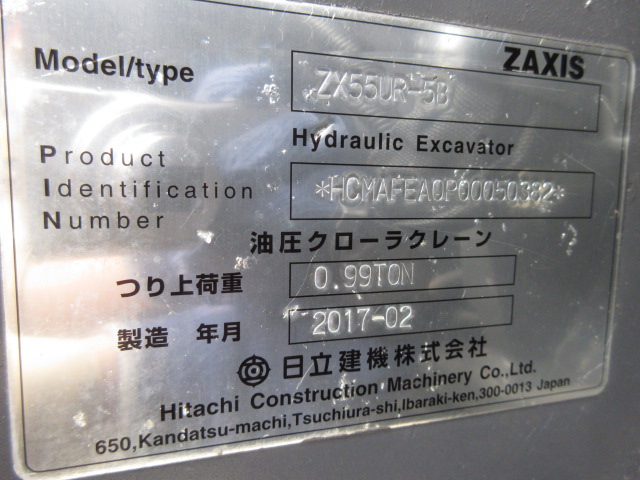 ZAXIS
Model/type *ZX55UR-5B
Hydraulic Excavator
Product Identification Number *HCMAFEA0P00050382*
油圧クローラクレーン
つり上荷重 0.99TON
製造 年月 2017-02
日立建機株式会社
Hitachi Construction Machinery Co.,Ltd.
650,Kandatsu-machi,Tsuchiura-shi,Ibaraki-ken,300-0013 Japan